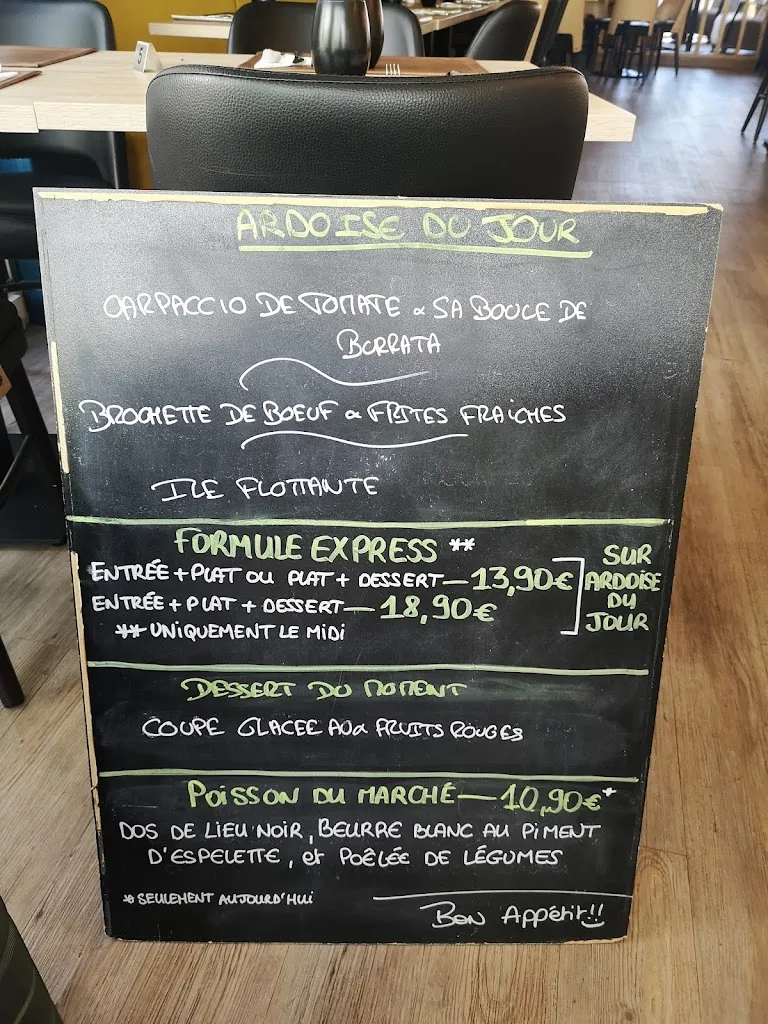 ARDOISE DU JOUR
CARPACCIO DE TOMATE & SA BOULE DE
BURRATA
BROCHETTE DE BOEUF & FRITES FRAICHES
ILE FLOTTANTE
FORMULE EXPRESS **
ENTRÉE + PLAT OU PLAT + DESSERT — 13,90€
ENTRÉE + PLAT + DESSERT — 18,90€
** UNIQUEMENT LE MIDI
SUR
ARDOISE
DU
JOUR
DESSERT DU MOMENT
COUPE GLACEE AUX FRUITS ROUGES
POISSON DU MARCHÉ — 10,90€*
DOS DE LIEU NOIR, BEURRE BLANC AU PIMENT
D'ESPELETTE, et POÊLÉE DE LÉGUMES
* SEULEMENT AUJOURD'HUI
Bon Appétit!!